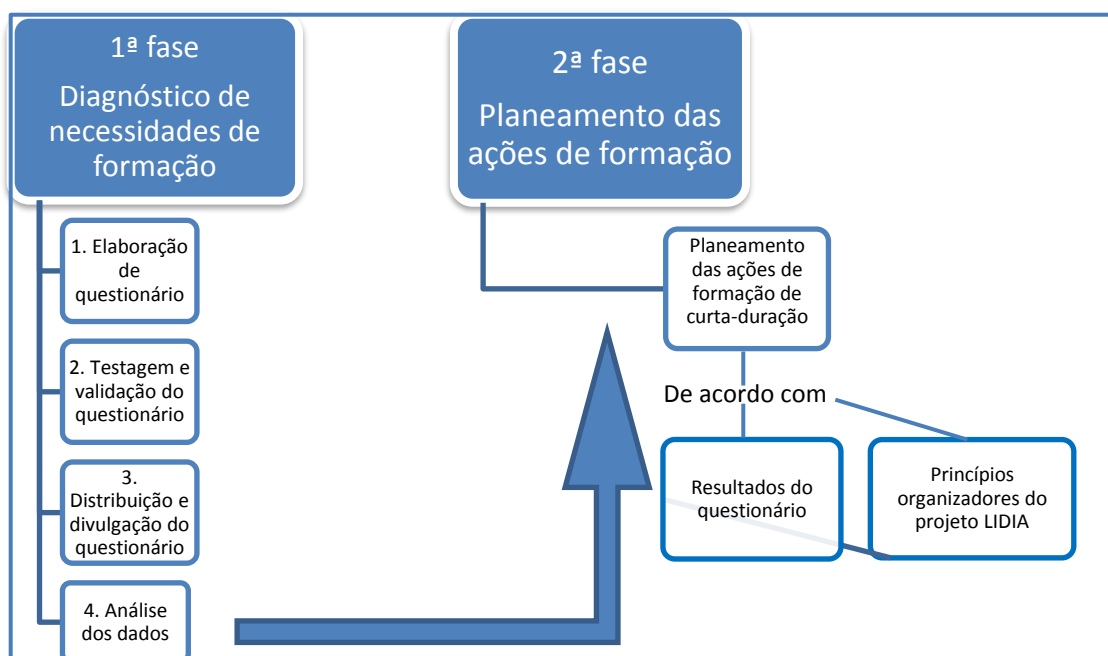 1ª fase
Diagnóstico de
necessidades de
formação
1. Elaboração
de
questionário
2. Testagem e
validação do
questionário
3.
Distribuição e
divulgação do
questionário
4. Análise
dos dados
2ª fase
Planeamento das
ações de formação
Planeamento
das ações de
formação de
curta-duração
De acordo com
Resultados do
questionário
Princípios
organizadores do
projeto LIDIA